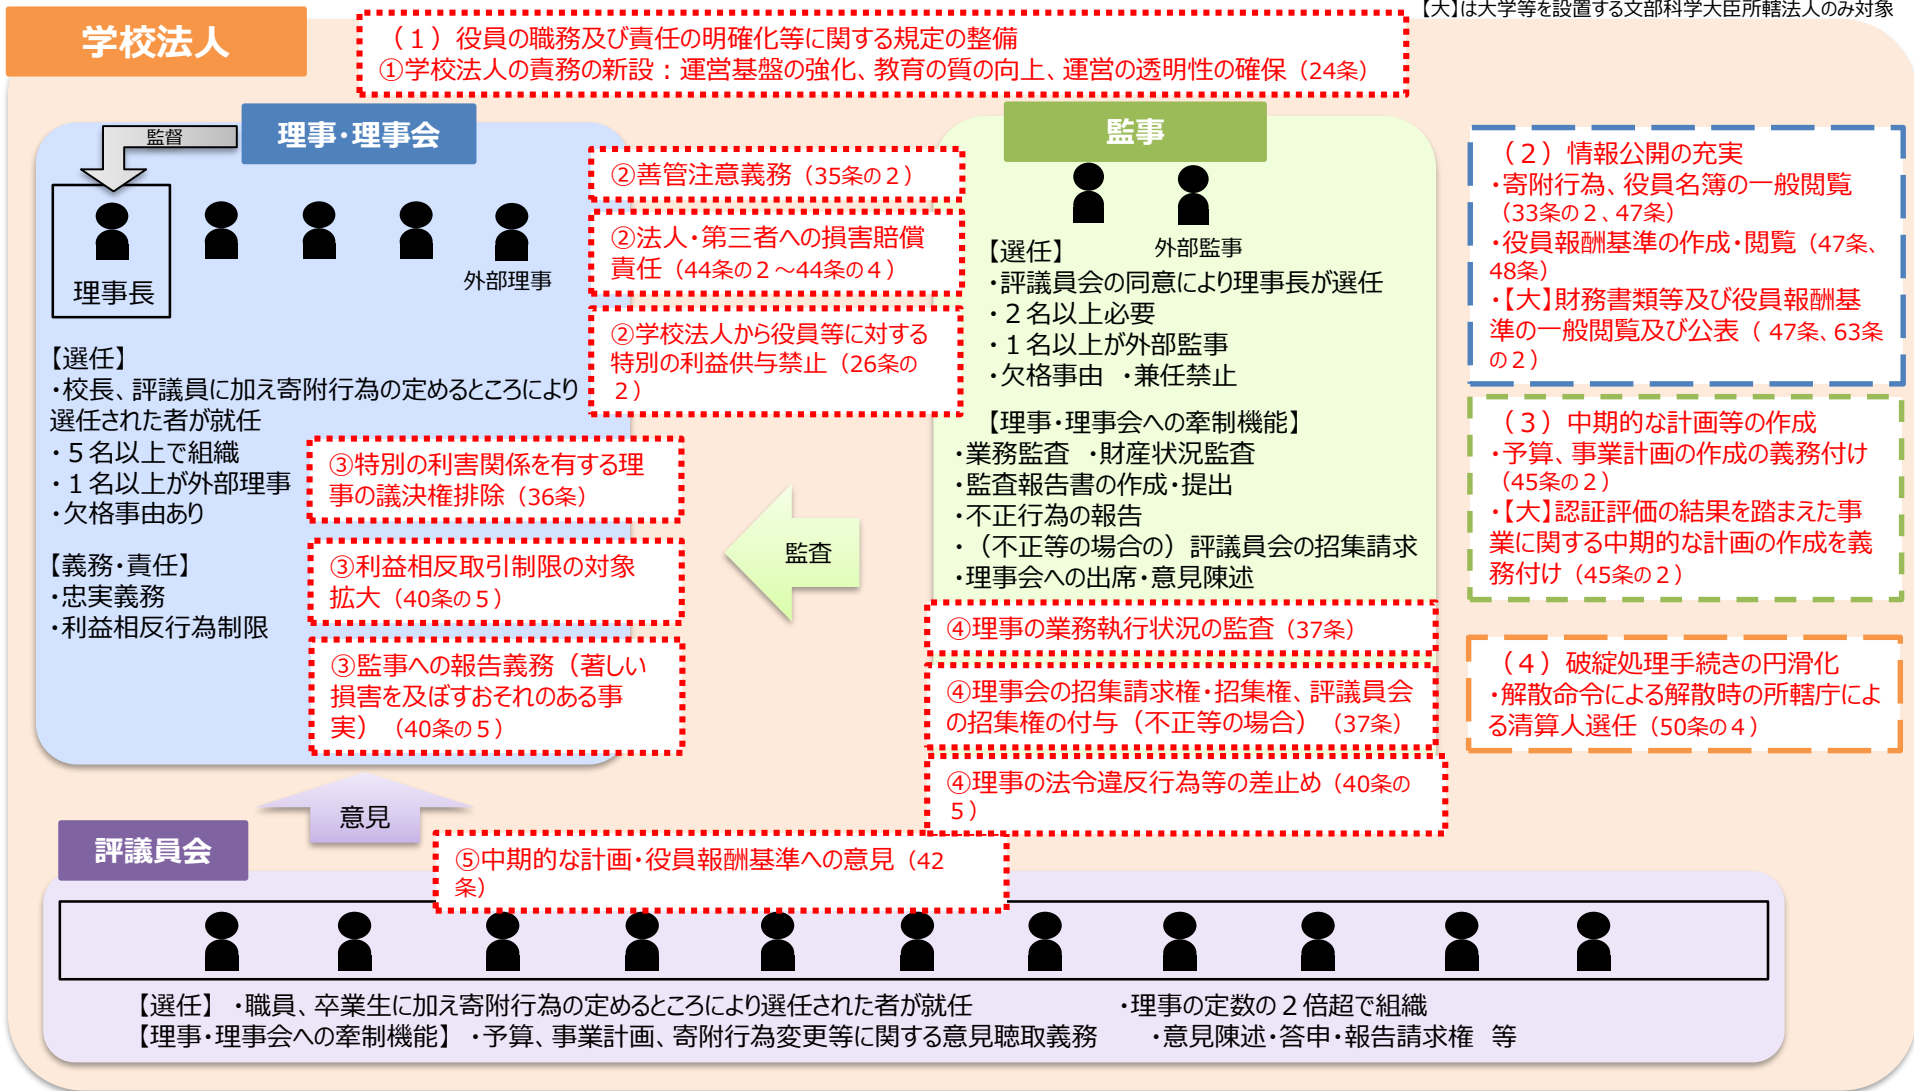 【大】は大学等を設置する文部科学大臣所轄法人のみ対象
学校法人
（１）役員の職務及び責任の明確化等に関する規定の整備
①学校法人の責務の新設：運営基盤の強化、教育の質の向上、運営の透明性の確保（24条）
理事・理事会
監督
理事長
外部理事
【選任】
・校長、評議員に加え寄附行為の定めるところにより
選任された者が就任
・５名以上で組織
・１名以上が外部理事
・欠格事由あり
【義務・責任】
・忠実義務
・利益相反行為制限
②善管注意義務（35条の２）
②法人・第三者への損害賠償
責任（44条の２～44条の４）
②学校法人から役員等に対する
特別の利益供与禁止（26条の
２）
③特別の利害関係を有する理
事の議決権排除（36条）
③利益相反取引制限の対象
拡大（40条の５）
③監事への報告義務（著しい
損害を及ぼすおそれのある事
実）（40条の５）
監査
監事
外部監事
【選任】
・評議員会の同意により理事長が選任
・２名以上必要
・１名以上が外部監事
・欠格事由　・兼任禁止
【理事・理事会への牽制機能】
・業務監査　・財産状況監査
・監査報告書の作成・提出
・不正行為の報告
・（不正等の場合の）評議員会の招集請求
・理事会への出席・意見陳述
④理事の業務執行状況の監査（37条）
④理事会の招集請求権・招集権、評議員会
の招集権の付与（不正等の場合）（37条）
④理事の法令違反行為等の差止め（40条の
５）
（２）情報公開の充実
・寄附行為、役員名簿の一般閲覧
（33条の２、47条）
・役員報酬基準の作成・閲覧（47条、
48条）
・【大】財務書類等及び役員報酬基
準の一般閲覧及び公表（ 47条、63条
の２）
（３）中期的な計画等の作成
・予算、事業計画の作成の義務付け
（45条の２）
・【大】認証評価の結果を踏まえた事
業に関する中期的な計画の作成を義
務付け（45条の２）
（４）破綻処理手続きの円滑化
・解散命令による解散時の所轄庁によ
る清算人選任（50条の４）
意見
評議員会
⑤中期的な計画・役員報酬基準への意見（42
条）
【選任】・職員、卒業生に加え寄附行為の定めるところにより選任された者が就任　・理事の定数の２倍超で組織
【理事・理事会への牽制機能】・予算、事業計画、寄附行為変更等に関する意見聴取義務　・意見陳述・答申・報告請求権　等